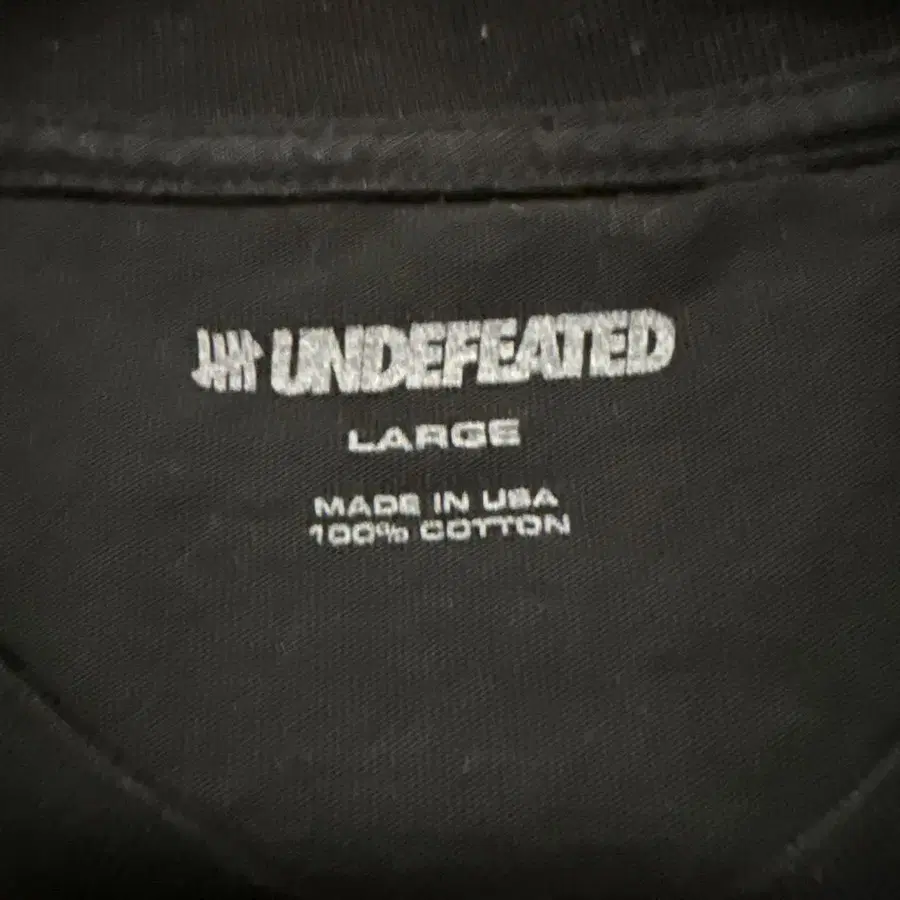 UNDEFEATED
LARGE
MADE IN USA
100% COTTON